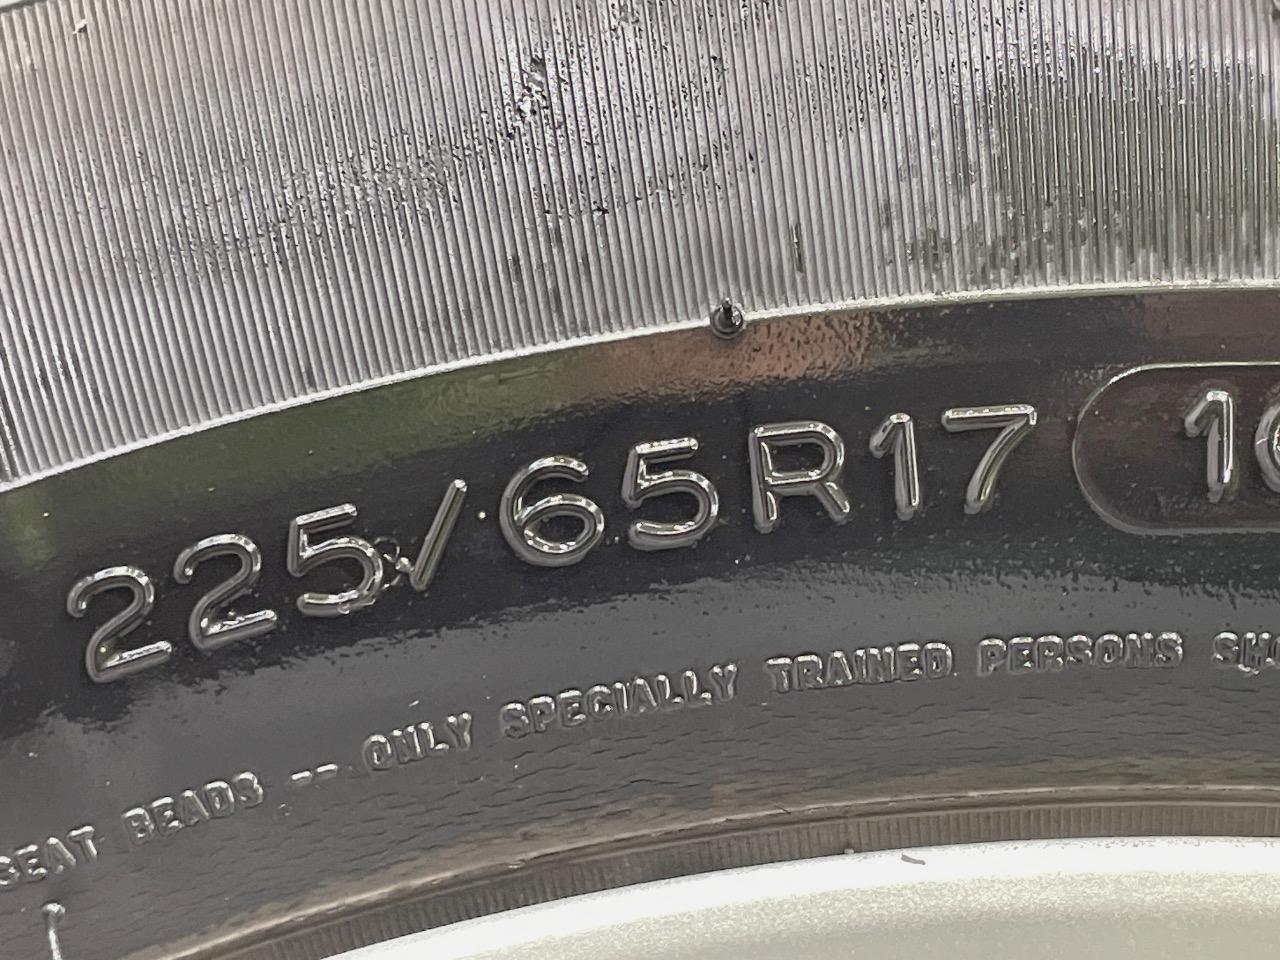 225/65R17
SEAT BEADS -- ONLY SPECIALLY TRAINED PERSONS